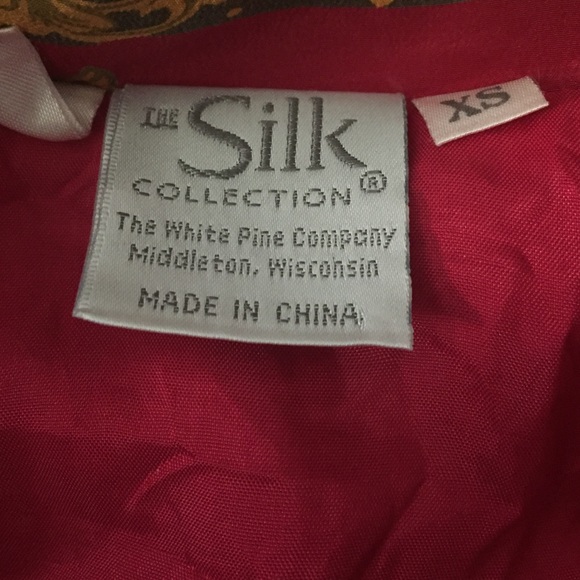 THE Silk
COLLECTION®
The White Pine Company
Middleton, Wisconsin
MADE IN CHINA
XS